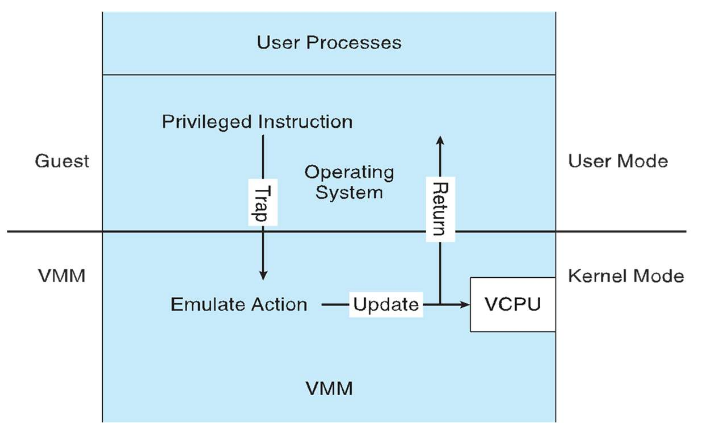 User Processes
Privileged Instruction
Guest
User Mode
Operating
System
Trap
Return
VMM
Kernel Mode
Emulate Action
Update
VCPU
VMM